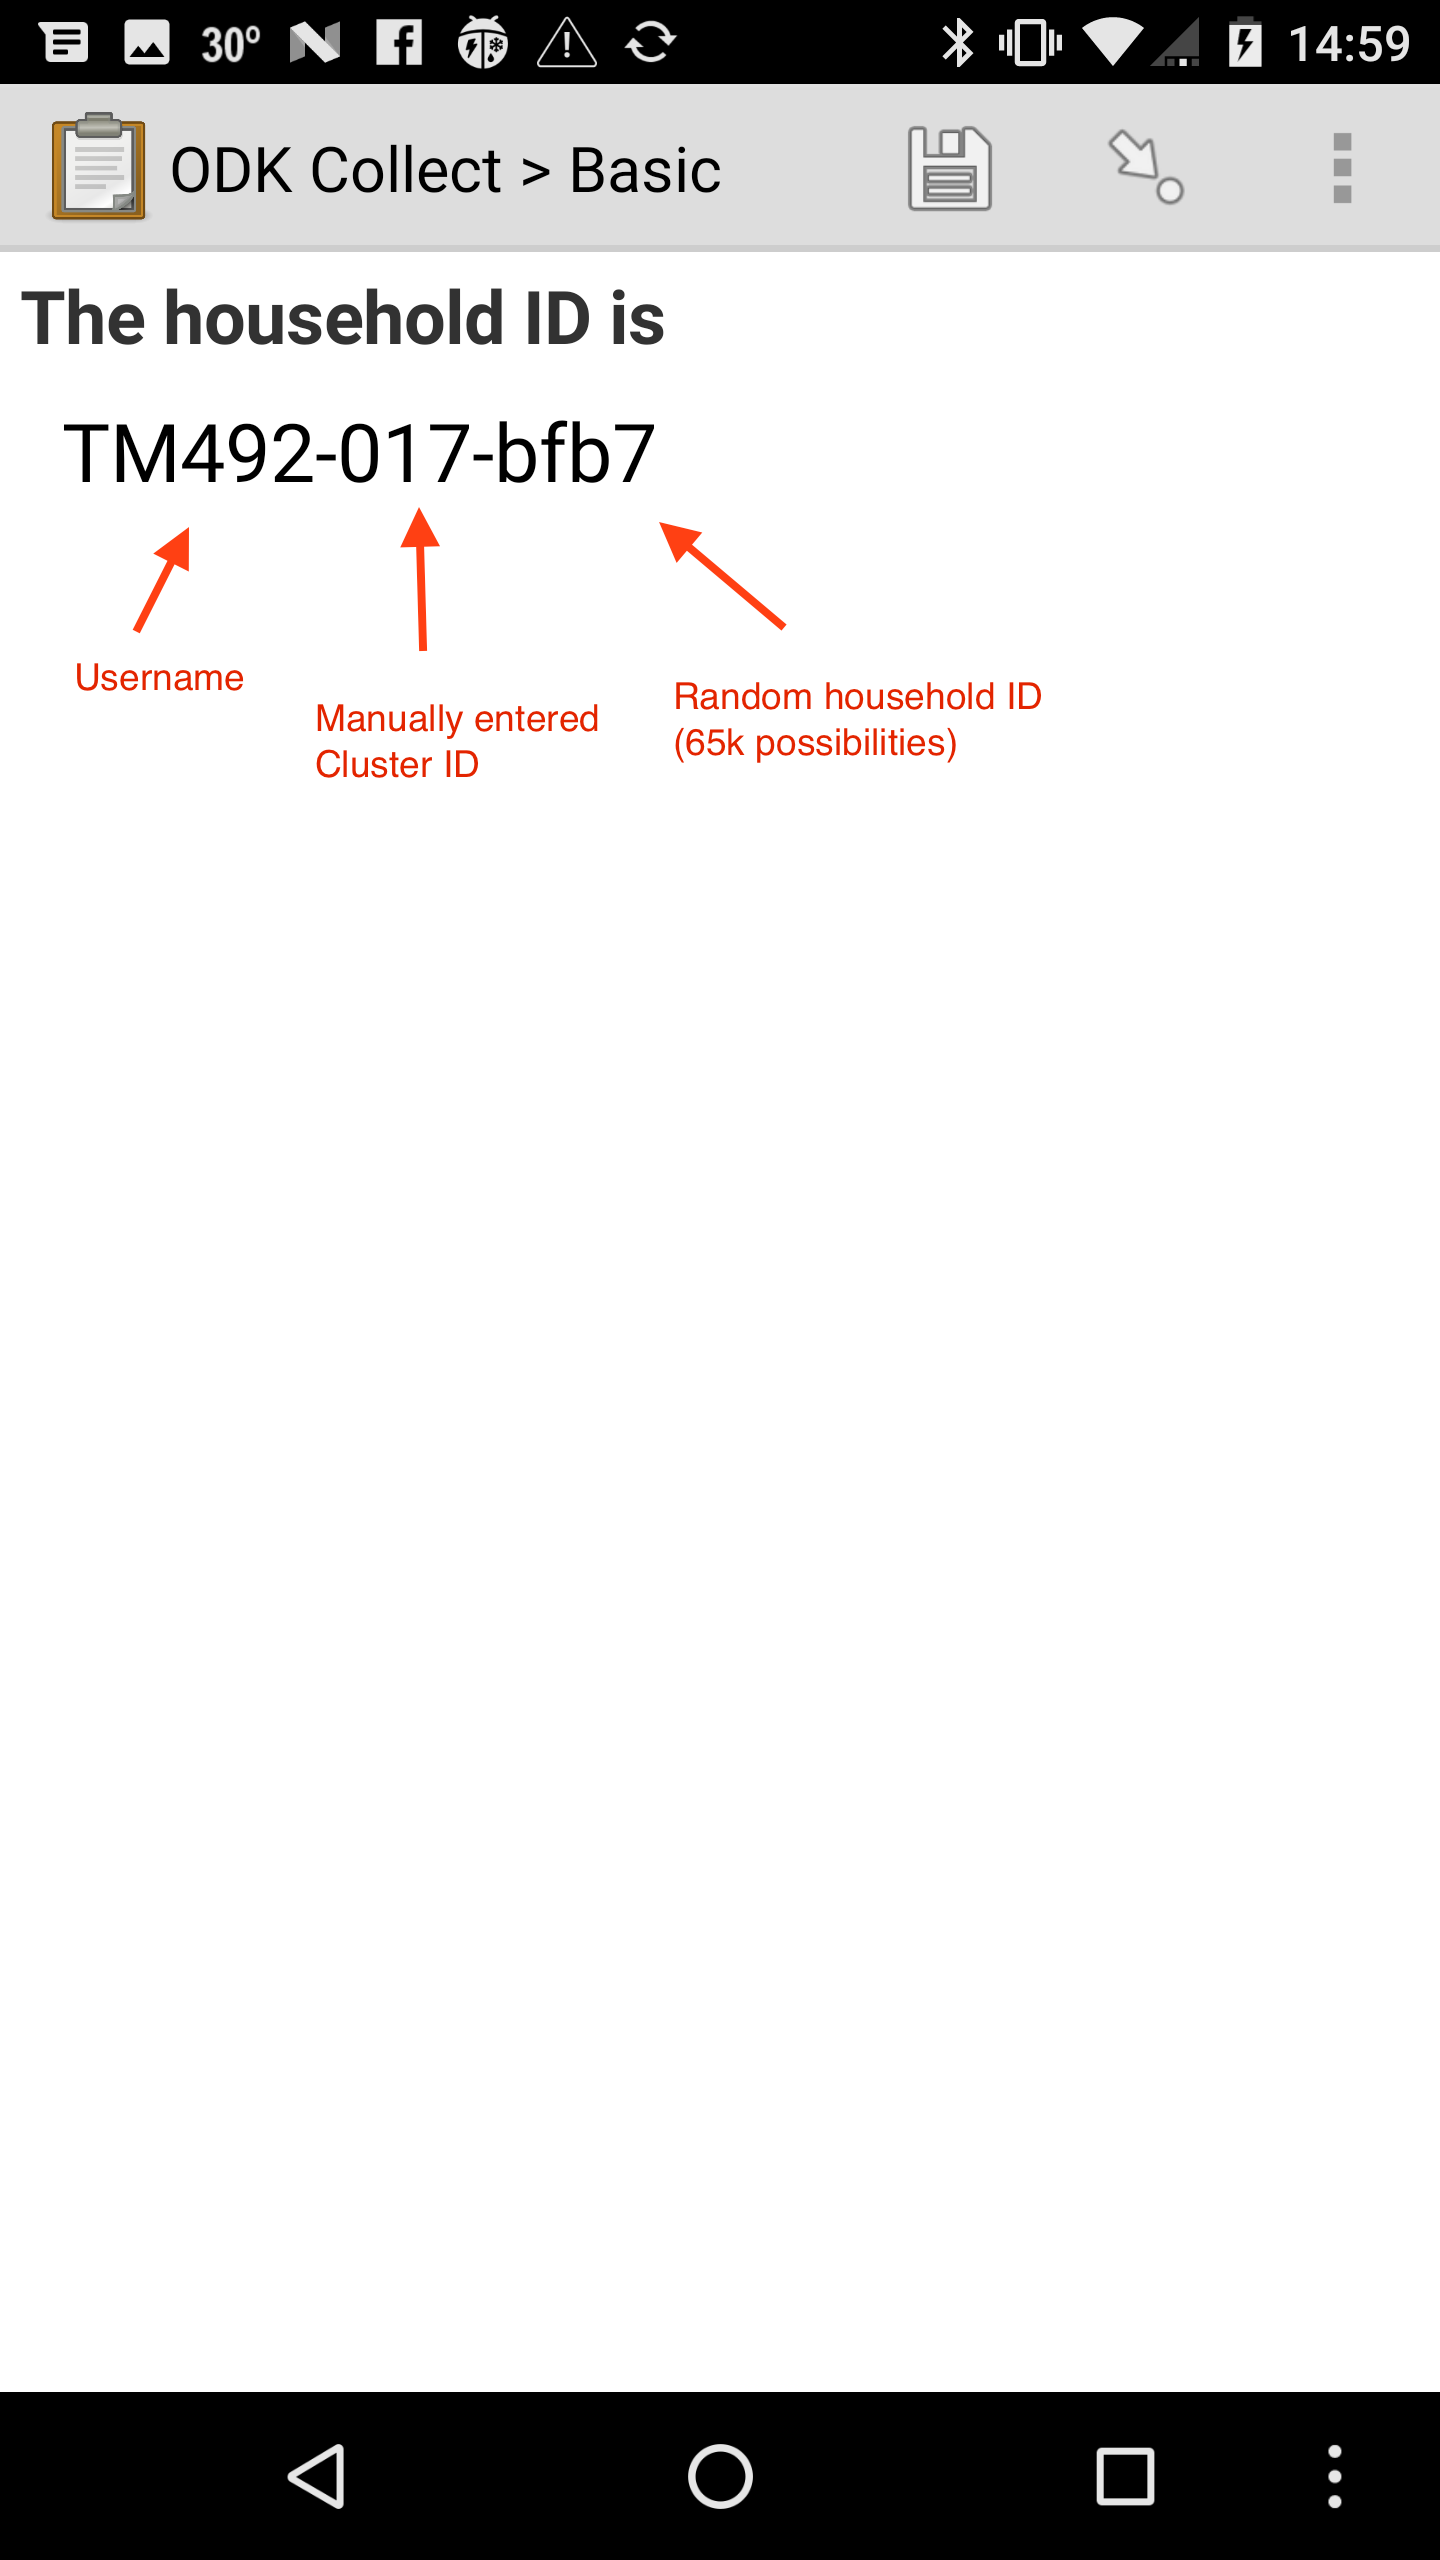 30º 14:59
ODK Collect > Basic
The household ID is
TM492-017-bfb7
Username
Manually entered
Cluster ID
Random household ID
(65k possibilities)